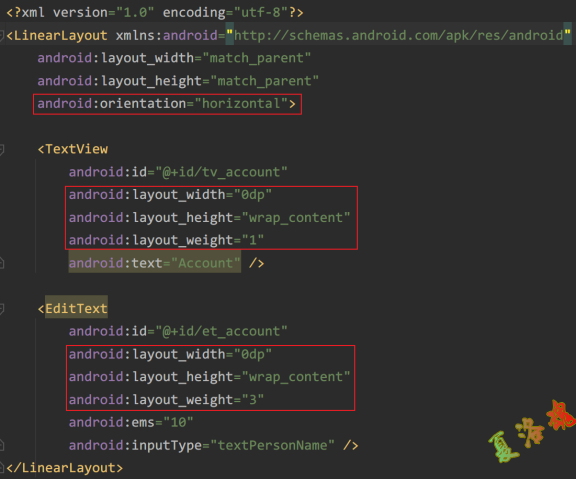 <?xml version="1.0" encoding="utf-8"?>
<LinearLayout xmlns:android="http://schemas.android.com/apk/res/android"
    android:layout_width="match_parent"
    android:layout_height="match_parent"
    android:orientation="horizontal">

    <TextView
        android:id="@+id/tv_account"
        android:layout_width="0dp"
        android:layout_height="wrap_content"
        android:layout_weight="1"
        android:text="Account" />

    <EditText
        android:id="@+id/et_account"
        android:layout_width="0dp"
        android:layout_height="wrap_content"
        android:layout_weight="3"
        android:ems="10"
        android:inputType="textPersonName" />
</LinearLayout>